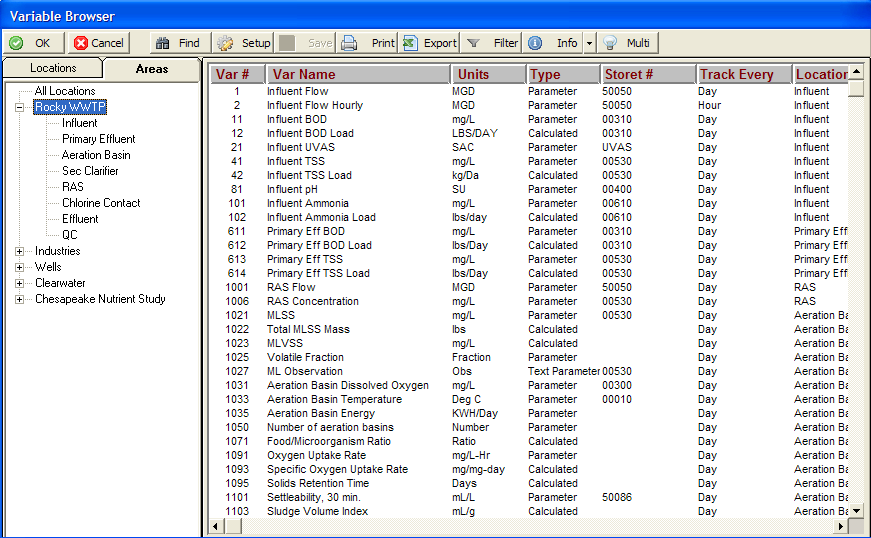 Variable Browser
OK Cancel Find Setup Save Print Export Filter Info Multi
Locations Areas
All Locations
Rocky WWTP
Influent
Primary Effluent
Aeration Basin
Sec Clarifier
RAS
Chlorine Contact
Effluent
QC
Industries
Wells
Clearwater
Chesapeake Nutrient Study
Var # Var Name Units Type Storet # Track Every Location
1 Influent Flow MGD Parameter 50050 Day Influent
2 Influent Flow Hourly MGD Parameter 50050 Hour Influent
11 Influent BOD mg/L Parameter 00310 Day Influent
12 Influent BOD Load LBS/DAY Calculated 00310 Day Influent
21 Influent UVAS SAC Parameter UVAS Day Influent
41 Influent TSS mg/L Parameter 00530 Day Influent
42 Influent TSS Load kg/Da Calculated 00530 Day Influent
81 Influent pH SU Parameter 00400 Day Influent
101 Influent Ammonia mg/L Parameter 00610 Day Influent
102 Influent Ammonia Load lbs/day Calculated 00610 Day Influent
611 Primary Eff BOD mg/L Parameter 00310 Day Primary Eff
612 Primary Eff BOD Load lbs/Day Calculated 00310 Day Primary Eff
613 Primary Eff TSS mg/L Parameter 00530 Day Primary Eff
614 Primary Eff TSS Load lbs/Day Calculated 00530 Day Primary Eff
1001 RAS Flow MGD Parameter 50050 Day RAS
1006 RAS Concentration mg/L Parameter 00530 Day RAS
1021 MLSS mg/L Parameter 00530 Day Aeration Ba
1022 Total MLSS Mass lbs Calculated Day Aeration Ba
1023 MLVSS mg/L Calculated Day Aeration Ba
1025 Volatile Fraction Fraction Parameter Day Aeration Ba
1027 ML Observation Obs Text Parameter 00530 Day Aeration Ba
1031 Aeration Basin Dissolved Oxygen mg/L Parameter 00300 Day Aeration Ba
1033 Aeration Basin Temperature Deg C Parameter 00010 Day Aeration Ba
1035 Aeration Basin Energy KWH/Day Parameter Day Aeration Ba
1050 Number of aeration basins Number Parameter Day Aeration Ba
1071 Food/Microorganism Ratio Ratio Calculated Day Aeration Ba
1091 Oxygen Uptake Rate mg/L-Hr Parameter Day Aeration Ba
1093 Specific Oxygen Uptake Rate mg/mg-day Calculated Day Aeration Ba
1095 Solids Retention Time Days Calculated Day Aeration Ba
1101 Settleability, 30 min. mL/L Parameter 50086 Day Aeration Ba
1103 Sludge Volume Index mL/g Calculated Day Aeration Ba